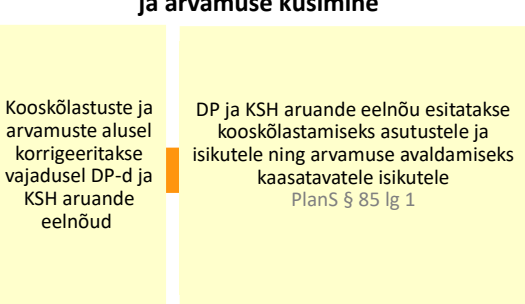 ja arvamuse küsimine
Kooskõlastuste ja
arvamuste alusel
korrigeeritakse
vajadusel DP-d ja
KSH aruande
eelnõud
DP ja KSH aruande eelnõu esitatakse
kooskõlastamiseks asutustele ja
isikutele ning arvamuse avaldamiseks
kaasatavatele isikutele
PlanS § 85 lg 1